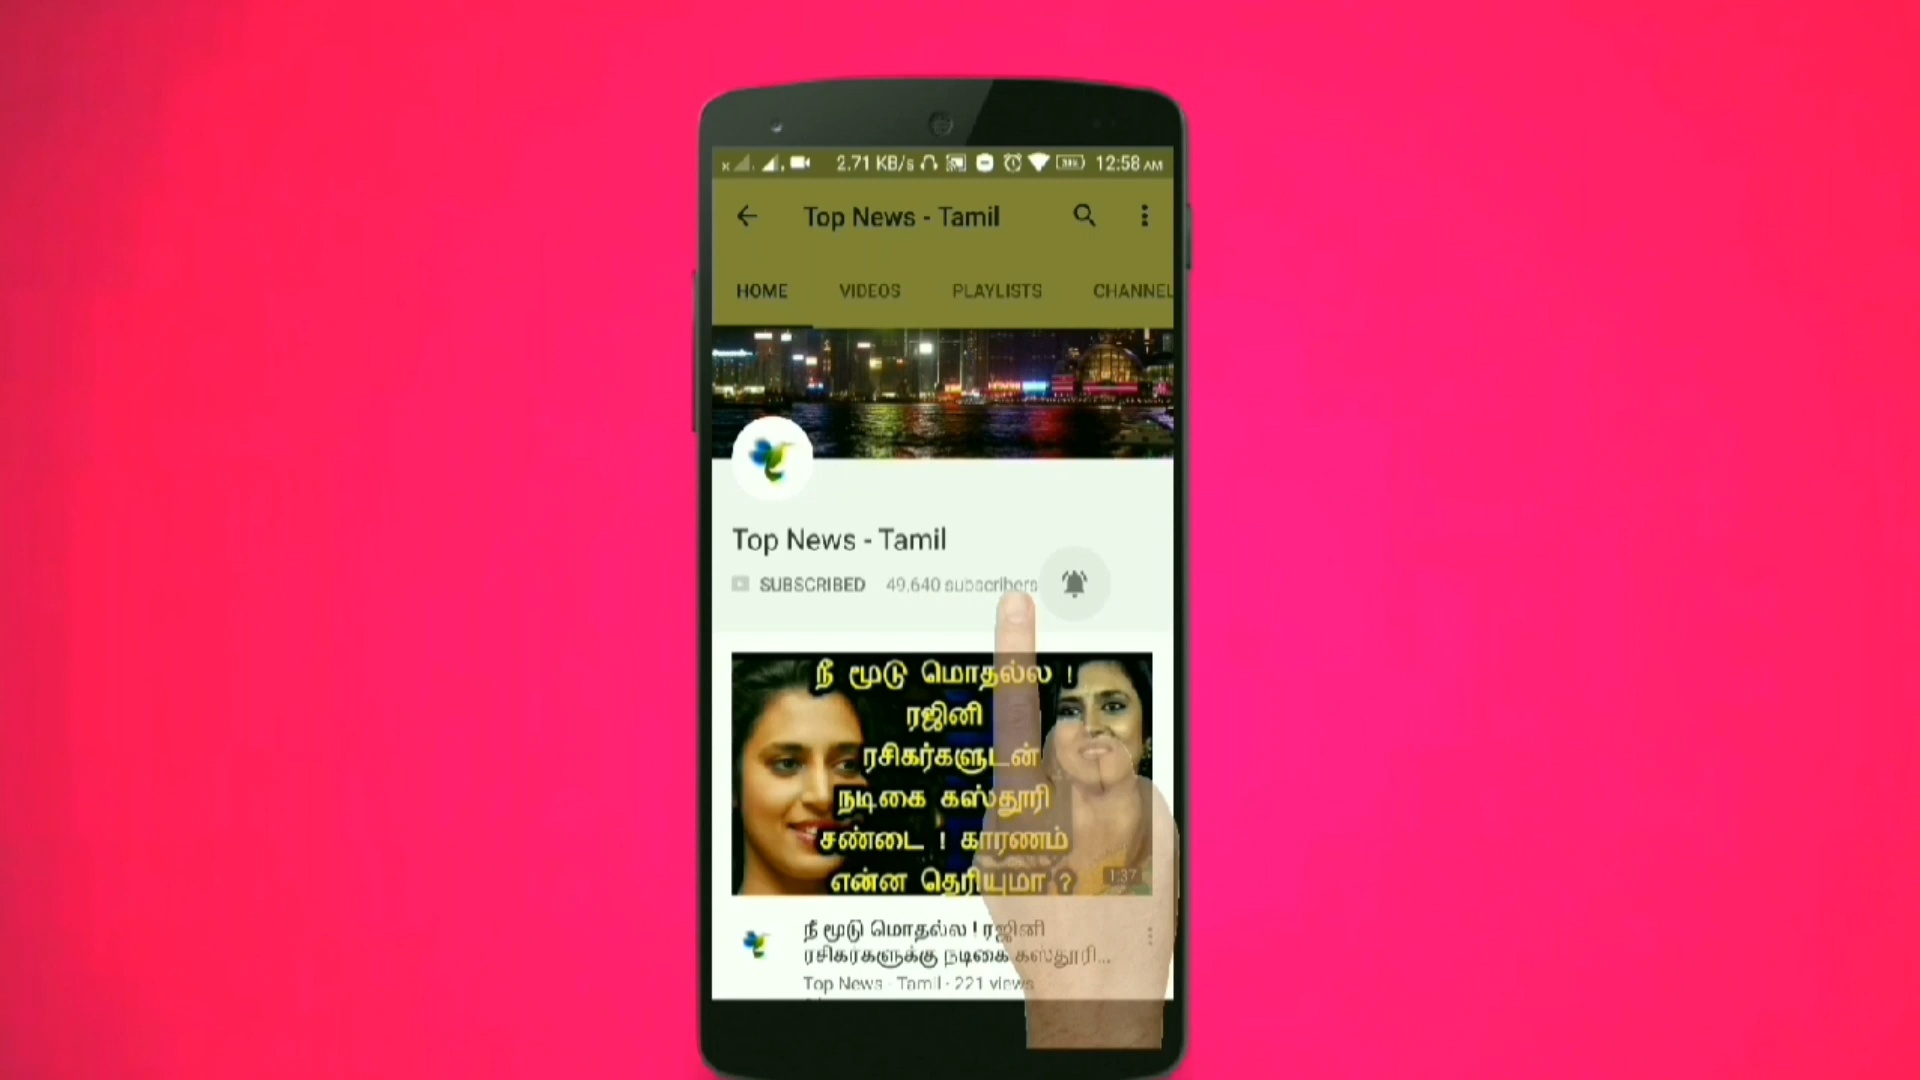 2.71 KB/s 12:58 AM
Top News - Tamil
HOME VIDEOS PLAYLISTS CHANNEL
Top News - Tamil
SUBSCRIBED 49,640 subscribers
நீ மூடு மொதல்ல !
ரஜினி
ரசிகர்களுடன்
நடிகை கஸ்தூரி
சண்டை ! காரணம்
என்ன தெரியுமா ?
1:37
நீ மூடு மொதல்ல ! ரஜினி
ரசிகர்களுக்கு நடிகை கஸ்தூரி...
Top News - Tamil · 221 views